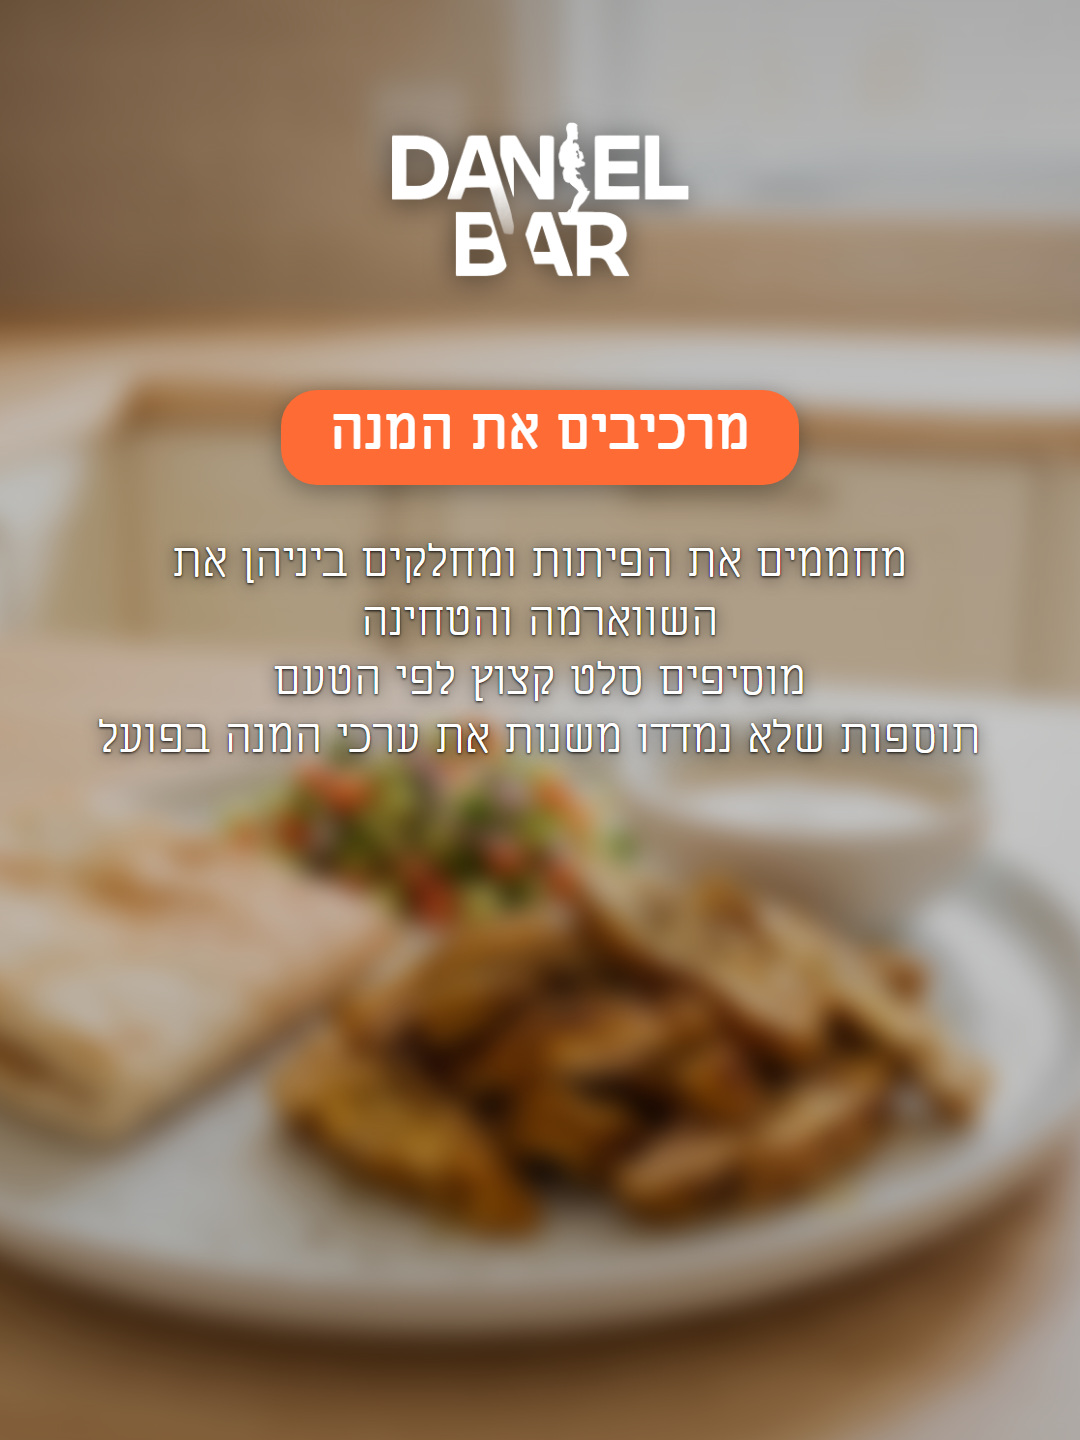 DANIEL
BAR
מרכיבים את המנה
מחממים את הפיתות ומחלקים ביניהן את
השווארמה והטחינה
מוסיפים סלט קצוץ לפי הטעם
תוספות שלא נמדדו משנות את ערכי המנה בפועל